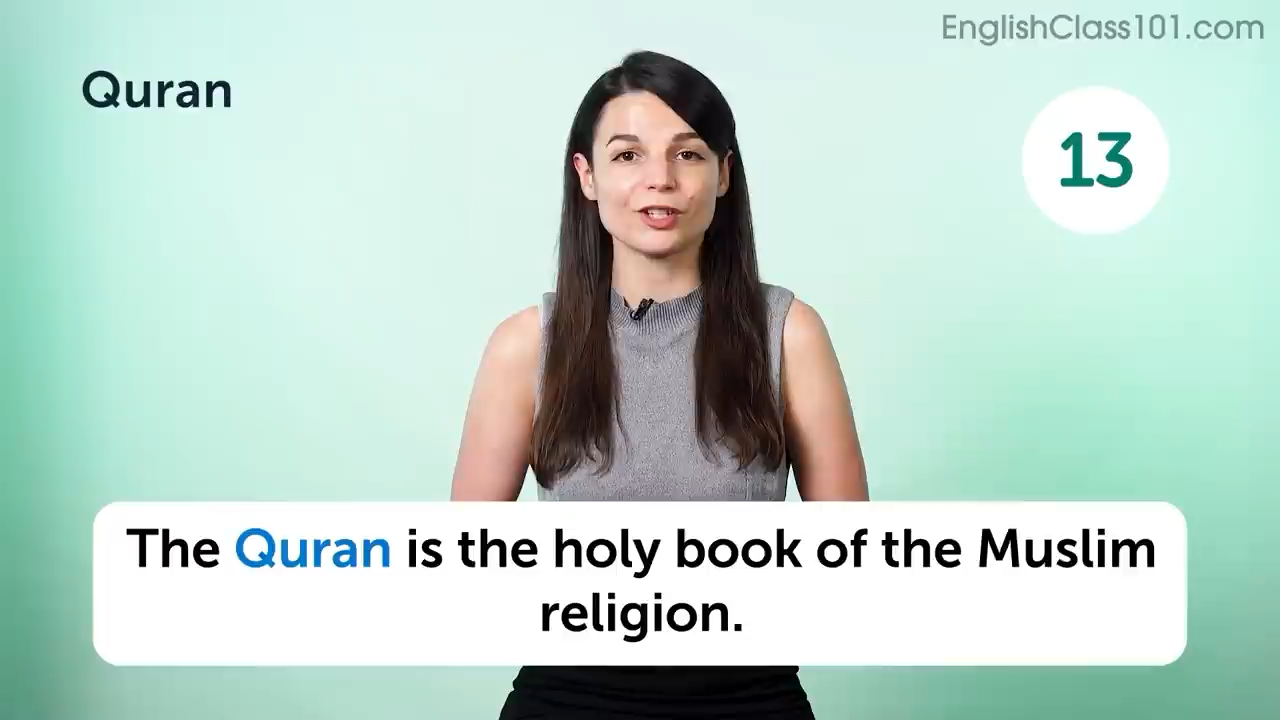 EnglishClass101.com
Quran
13
The Quran is the holy book of the Muslim
religion.